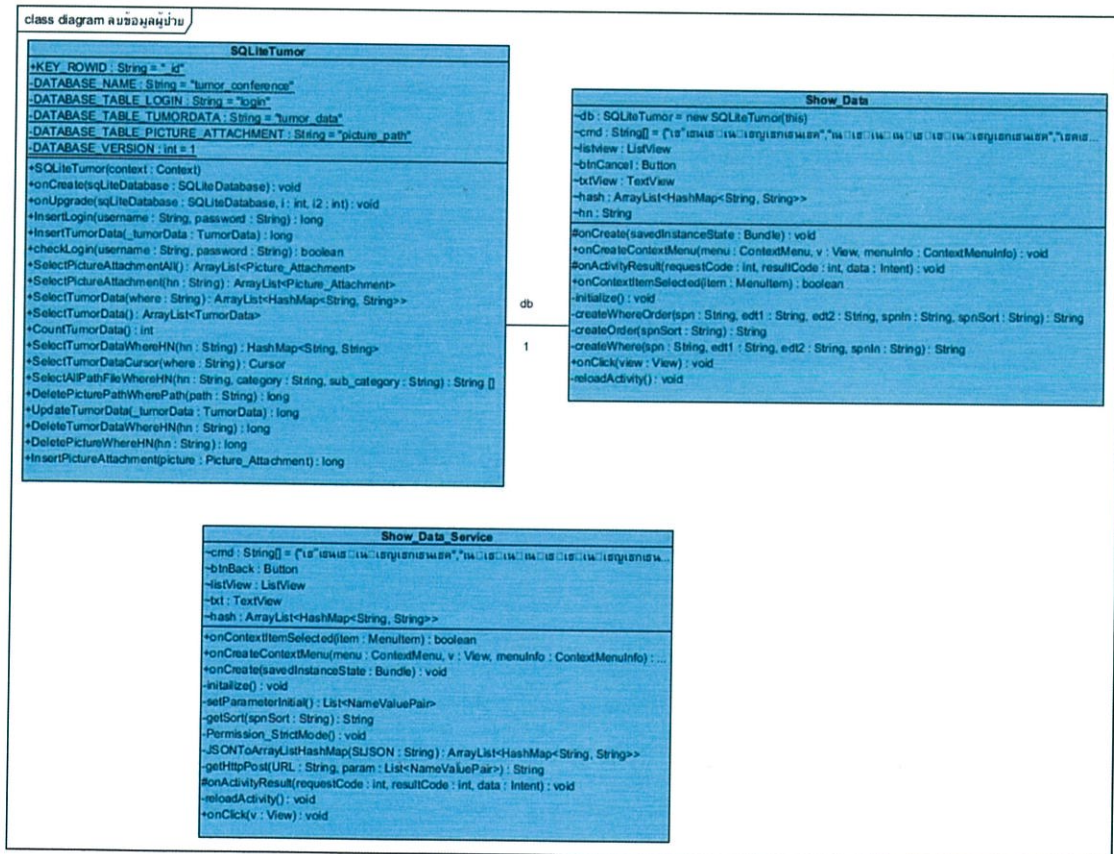 class diagram ลบข้อมูลผู้ป่วย
SQLiteTumor
+KEY_ROWID : String = "_id"
-DATABASE_NAME : String = "tumor_conference"
-DATABASE_TABLE_LOGIN : String = "login"
-DATABASE_TABLE_TUMORDATA : String = "tumor_data"
-DATABASE_TABLE_PICTURE_ATTACHMENT : String = "picture_path"
-DATABASE_VERSION : int = 1
+SQLiteTumor(context : Context)
+onCreate(sqLiteDatabase : SQLiteDatabase) : void
+onUpgrade(sqLiteDatabase : SQLiteDatabase, i : int, i2 : int) : void
+InsertLogin(username : String, password : String) : long
+InsertTumorData(_tumorData : TumorData) : long
+checkLogin(username : String, password : String) : boolean
+SelectPictureAttachmentAll() : ArrayList<Picture_Attachment>
+SelectPictureAttachment(hn : String) : ArrayList<Picture_Attachment>
+SelectTumorData(where : String) : ArrayList<HashMap<String, String>>
+SelectTumorData() : ArrayList<TumorData>
+CountTumorData() : int
+SelectTumorDataWhereHN(hn : String) : HashMap<String, String>
+SelectTumorDataCursor(where : String) : Cursor
+SelectAllPathFileWhereHN(hn : String, category : String, sub_category : String) : String []
+DeletePicturePathWherePath(path : String) : long
+UpdateTumorData(_tumorData : TumorData) : long
+DeleteTumorDataWhereHN(hn : String) : long
+DeletePictureWhereHN(hn : String) : long
+InsertPictureAttachment(picture : Picture_Attachment) : long
db
1
Show_Data
~db : SQLiteTumor = new SQLiteTumor(this)
~cmd : String[] = {
~listview : ListView
~btnCancel : Button
~txtView : TextView
~hash : ArrayList<HashMap<String, String>>
~hn : String
#onCreate(savedInstanceState : Bundle) : void
+onCreateContextMenu(menu : ContextMenu, v : View, menuInfo : ContextMenuInfo) : void
#onActivityResult(requestCode : int, resultCode : int, data : Intent) : void
+onContextItemSelected(item : MenuItem) : boolean
-initialize() : void
-createWhereOrder(spn : String, edt1 : String, edt2 : String, spnIn : String, spnSort : String) : String
-createOrder(spnSort : String) : String
-createWhere(spn : String, edt1 : String, edt2 : String, spnIn : String) : String
+onClick(view : View) : void
-reloadActivity() : void
Show_Data_Service
~cmd : String[] = {
~btnBack : Button
~listView : ListView
~txt : TextView
~hash : ArrayList<HashMap<String, String>>
+onContextItemSelected(item : MenuItem) : boolean
+onCreateContextMenu(menu : ContextMenu, v : View, menuInfo : ContextMenuInfo) : ...
+onCreate(savedInstanceState : Bundle) : void
-initailize() : void
-setParameterInitial() : List<NameValuePair>
-getSort(spnSort : String) : String
-Permission_StrictMode() : void
-JSONToArrayListHashMap(StJSON : String) : ArrayList<HashMap<String, String>>
-getHttpPost(URL : String, param : List<NameValuePair>) : String
#onActivityResult(requestCode : int, resultCode : int, data : Intent) : void
-reloadActivity() : void
+onClick(v : View) : void